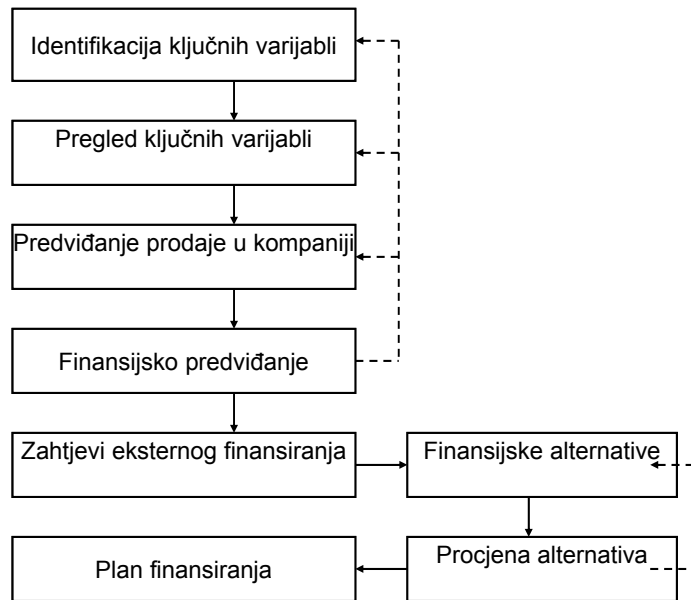 Identifikacija ključnih varijabli
Pregled ključnih varijabli
Predviđanje prodaje u kompaniji
Finansijsko predviđanje
Zahtjevi eksternog finansiranja
Finansijske alternative
Procjena alternativa
Plan finansiranja